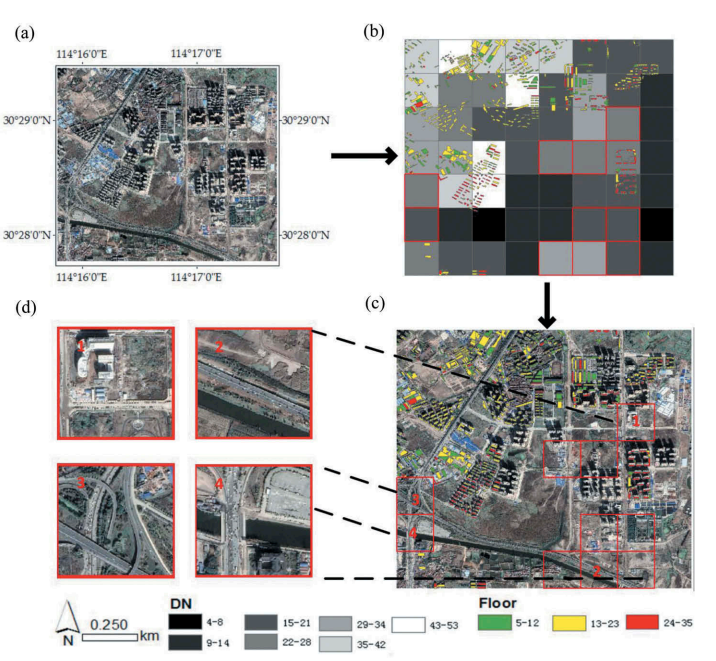 (a)
114°16'0"E 114°17'0"E
30°29'0"N 30°29'0"N
30°28'0"N 30°28'0"N
114°16'0"E 114°17'0"E
(b)
(d)
1
2
3
4
(c)
1
3
4
2
N
0.250
km
DN
4-8
9-14
15-21
22-28
29-34
35-42
43-53
Floor
5-12
13-23
24-35